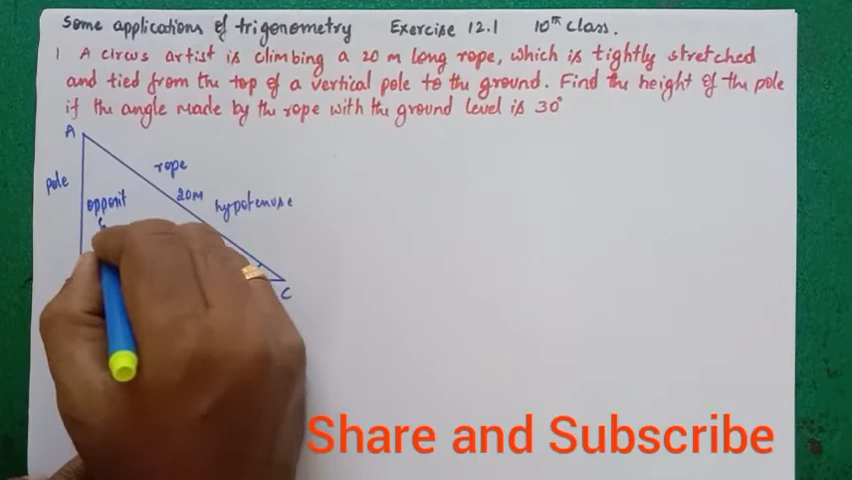 Some applications of trigonometry Exercise 12.1 10th class.
1 A circus artist is climbing a 20 m long rope, which is tightly stretched
and tied from the top of a vertical pole to the ground. Find the height of the pole
if the angle made by the rope with the ground level is 30°
A
rope
pole
20m
opposit
hypotenuse
C
Share and Subscribe